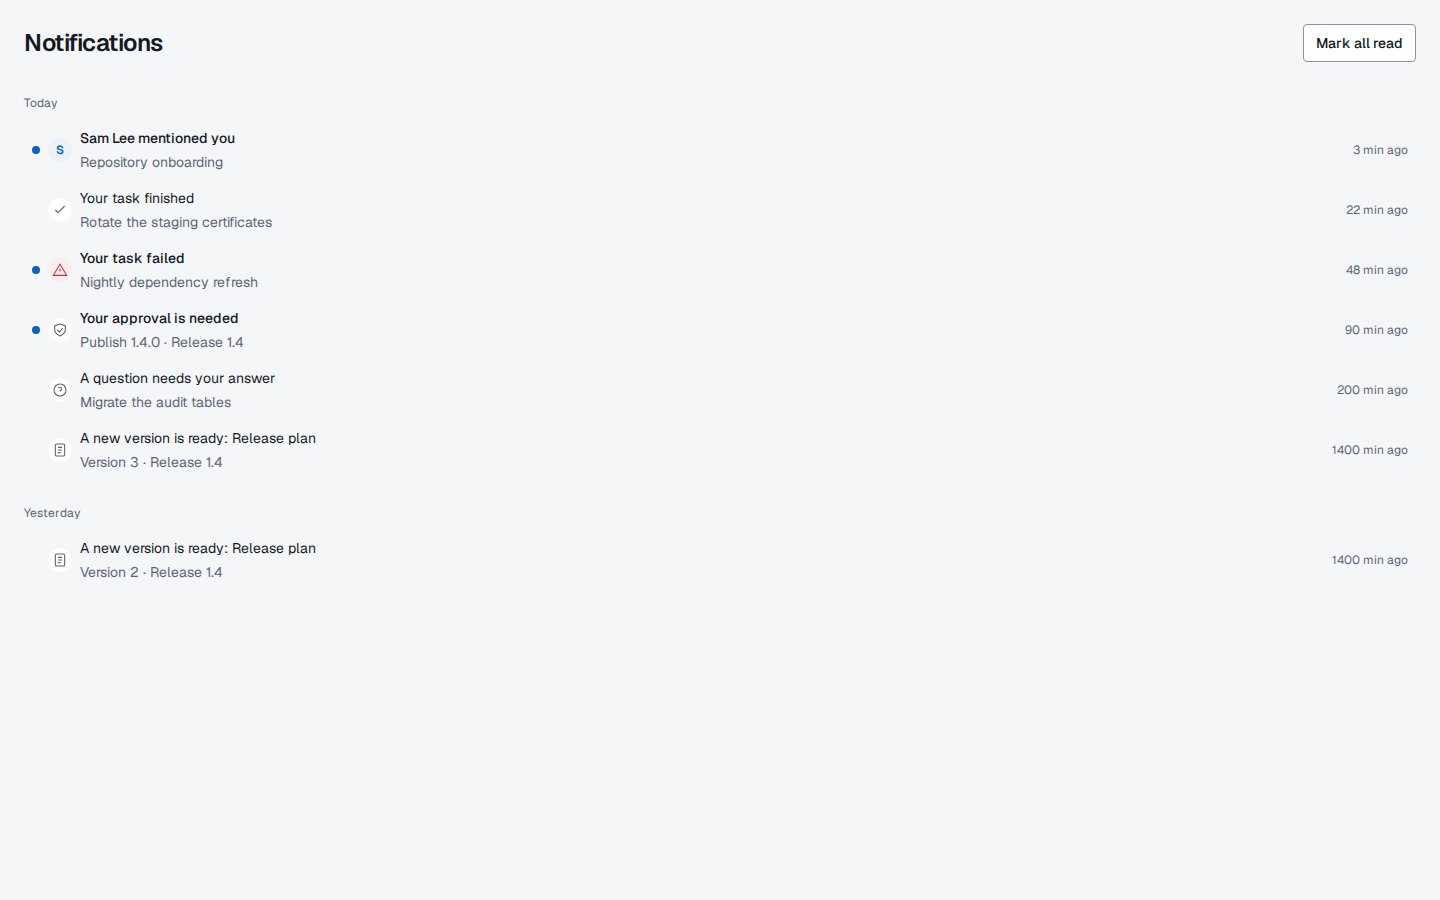 Notifications
Mark all read
Today
S
Sam Lee mentioned you
Repository onboarding
3 min ago
Your task finished
Rotate the staging certificates
22 min ago
Your task failed
Nightly dependency refresh
48 min ago
Your approval is needed
Publish 1.4.0 · Release 1.4
90 min ago
A question needs your answer
Migrate the audit tables
200 min ago
A new version is ready: Release plan
Version 3 · Release 1.4
1400 min ago
Yesterday
A new version is ready: Release plan
Version 2 · Release 1.4
1400 min ago